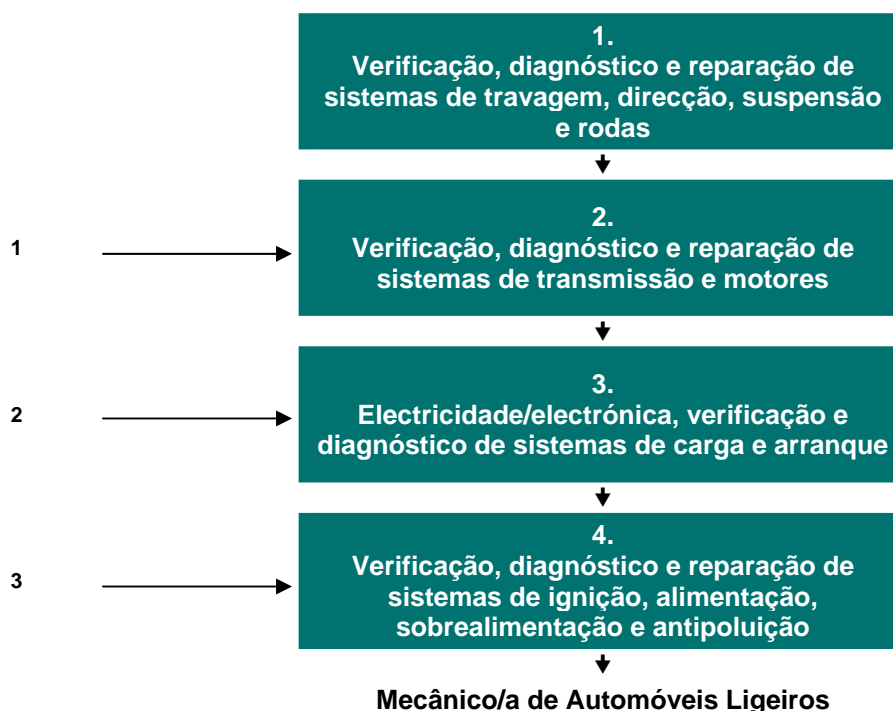 1.
Verificação, diagnóstico e reparação de
sistemas de travagem, direcção, suspensão
e rodas
1
2.
Verificação, diagnóstico e reparação de
sistemas de transmissão e motores
2
3.
Electricidade/electrónica, verificação e
diagnóstico de sistemas de carga e arranque
3
4.
Verificação, diagnóstico e reparação de
sistemas de ignição, alimentação,
sobrealimentação e antipoluição
Mecânico/a de Automóveis Ligeiros